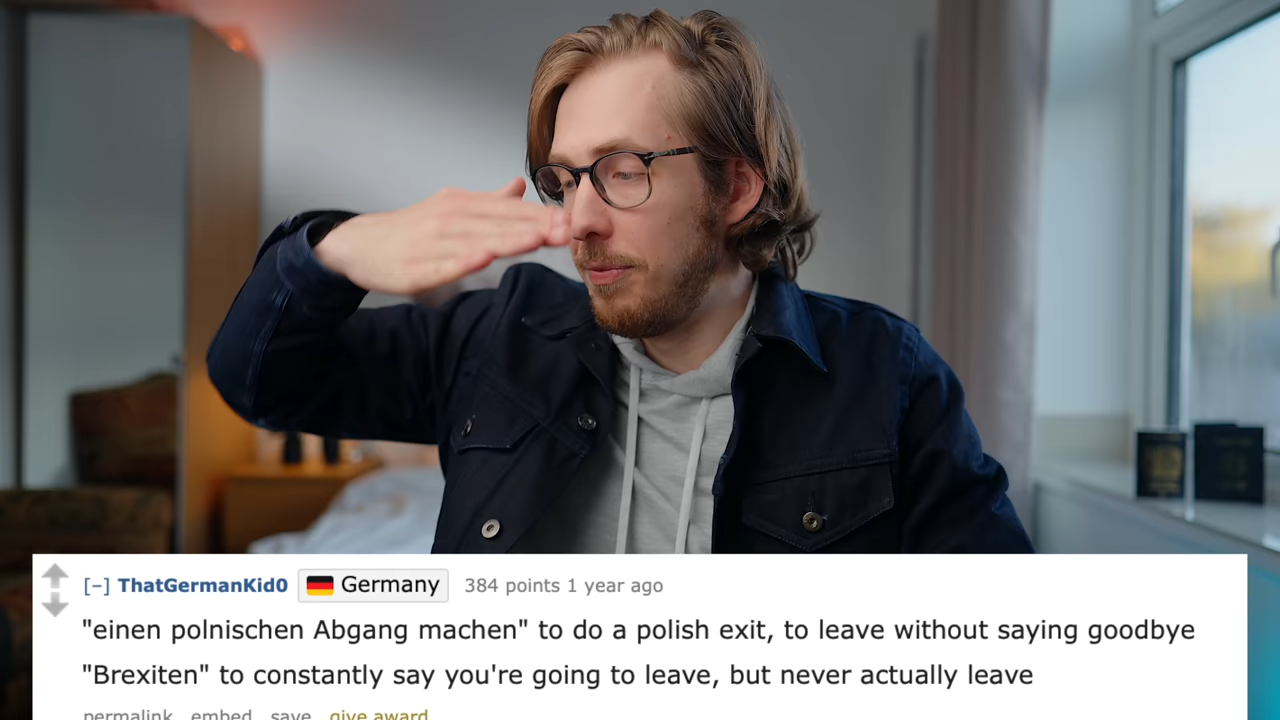 [–] ThatGermanKid0 Germany 384 points 1 year ago
"einen polnischen Abgang machen" to do a polish exit, to leave without saying goodbye
"Brexiten" to constantly say you're going to leave, but never actually leave
permalink embed save give award